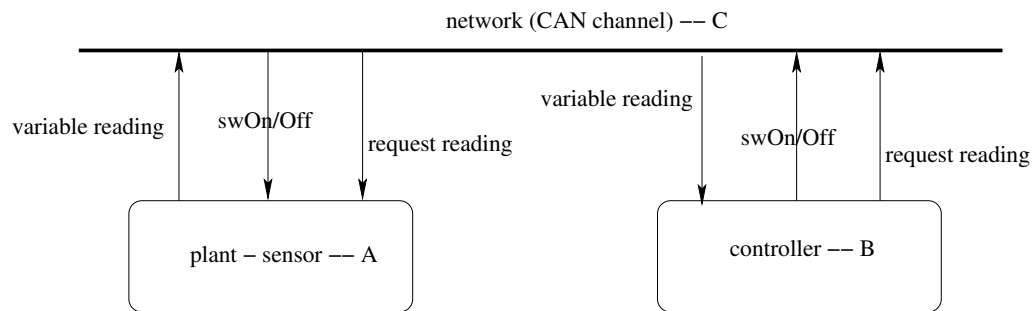 network (CAN channel) −− C
variable reading
swOn/Off
request reading
variable reading
swOn/Off
request reading
plant − sensor −− A
controller −− B